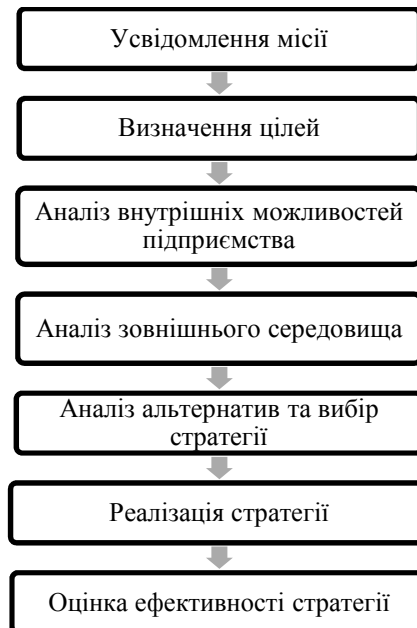 Усвідомлення місії
Визначення цілей
Аналіз внутрішніх можливостей
підприємства
Аналіз зовнішнього середовища
Аналіз альтернатив та вибір
стратегії
Реалізація стратегії
Оцінка ефективності стратегії